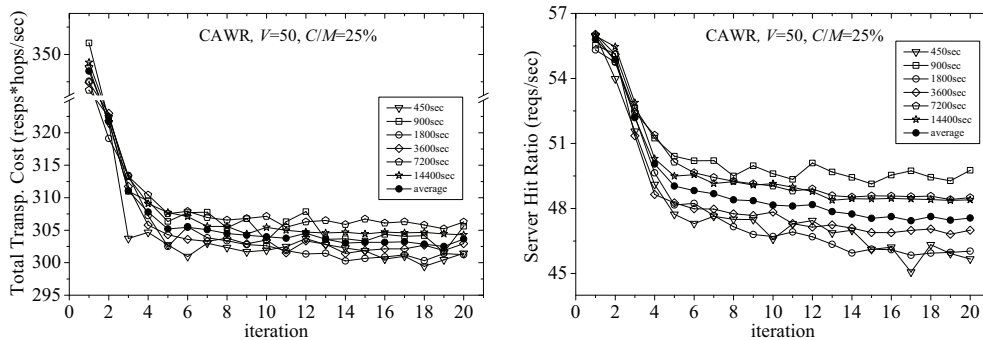 Total Transp. Cost (resps*hops/sec)
CAWR, V=50, C/M=25%
350
320
315
310
305
300
295
450sec
900sec
1800sec
3600sec
7200sec
14400sec
average
0 2 4 6 8 10 12 14 16 18 20
iteration
Server Hit Ratio (reqs/sec)
CAWR, V=50, C/M=25%
57
54
51
48
45
450sec
900sec
1800sec
3600sec
7200sec
14400sec
average
0 2 4 6 8 10 12 14 16 18 20
iteration